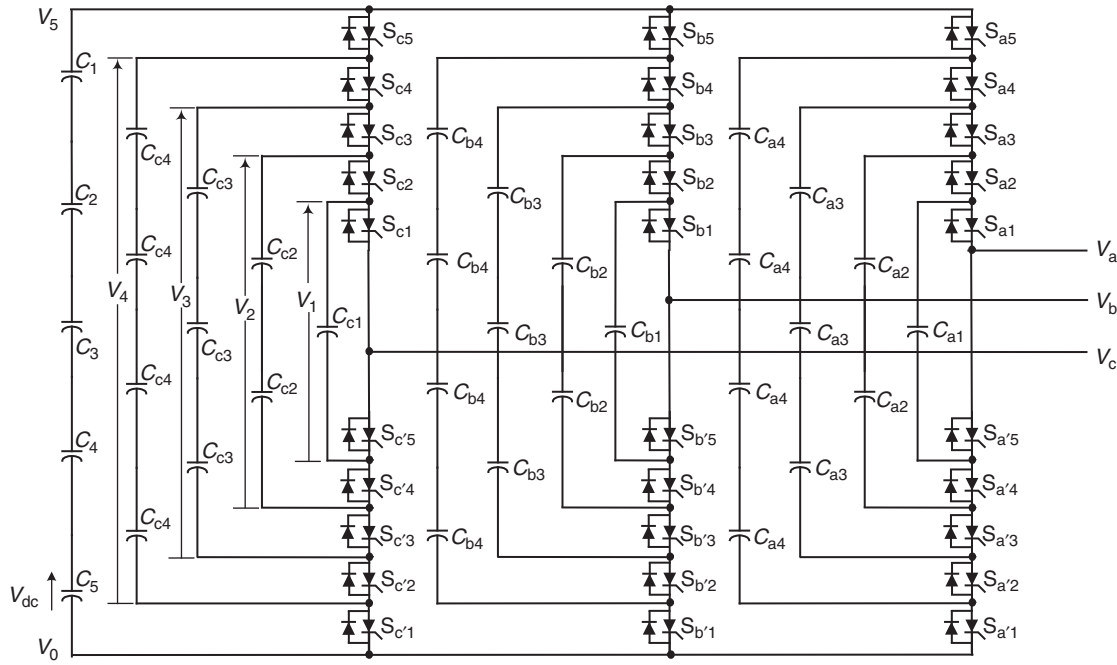 V5 Sc5 Sb5 Sa5
C1 Sc4 Sb4 Sa4
Cc4 Sc3 Cb4 Sb3 Ca4 Sa3
Cc3 Sc2 Cb3 Sb2 Ca3 Sa2
C2 Sc1 Sb1 Sa1
Va
Cc4 Cc2 Cb4 Cb2 Ca4 Ca2
V4 V3 V2 V1 Vb
C3 Cc3 Cc1 Cb3 Cb1 Ca3 Ca1
Vc
Cc4 Cc2 Cb4 Cb2 Ca4 Ca2
C4 Cc3 Sc′5 Cb3 Sb′5 Ca3 Sa′5
Sc′4 Sb′4 Sa′4
Cc4 Sc′3 Cb4 Sb′3 Ca4 Sa′3
Vdc C5 Sc′2 Sb′2 Sa′2
V0 Sc′1 Sb′1 Sa′1